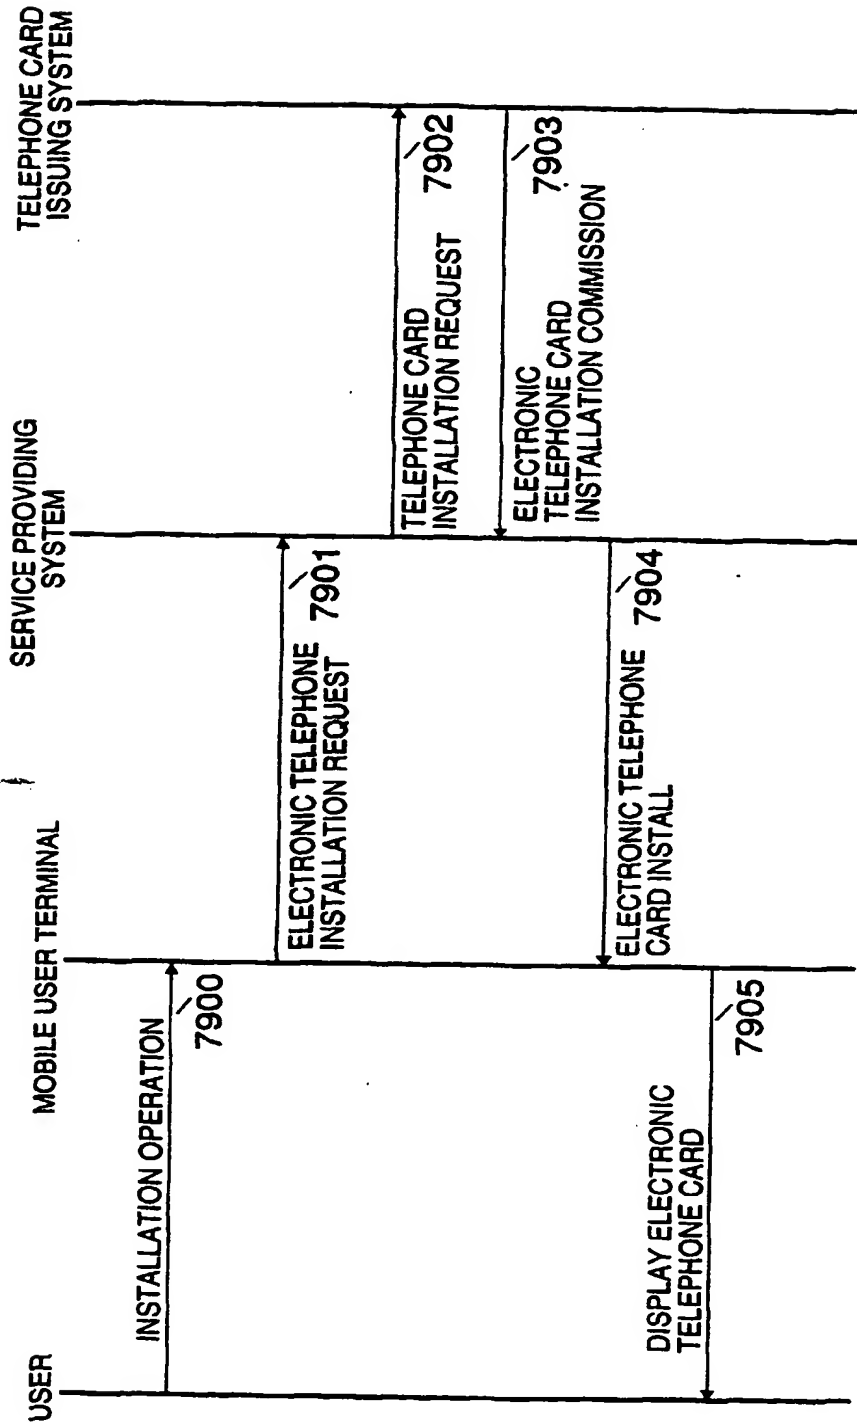 USER
MOBILE USER TERMINAL
SERVICE PROVIDING
SYSTEM
TELEPHONE CARD
ISSUING SYSTEM
INSTALLATION OPERATION
7900
ELECTRONIC TELEPHONE
INSTALLATION REQUEST
7901
TELEPHONE CARD
INSTALLATION REQUEST
7902
ELECTRONIC
TELEPHONE CARD
INSTALLATION COMMISSION
7903
ELECTRONIC TELEPHONE
CARD INSTALL
7904
DISPLAY ELECTRONIC
TELEPHONE CARD
7905